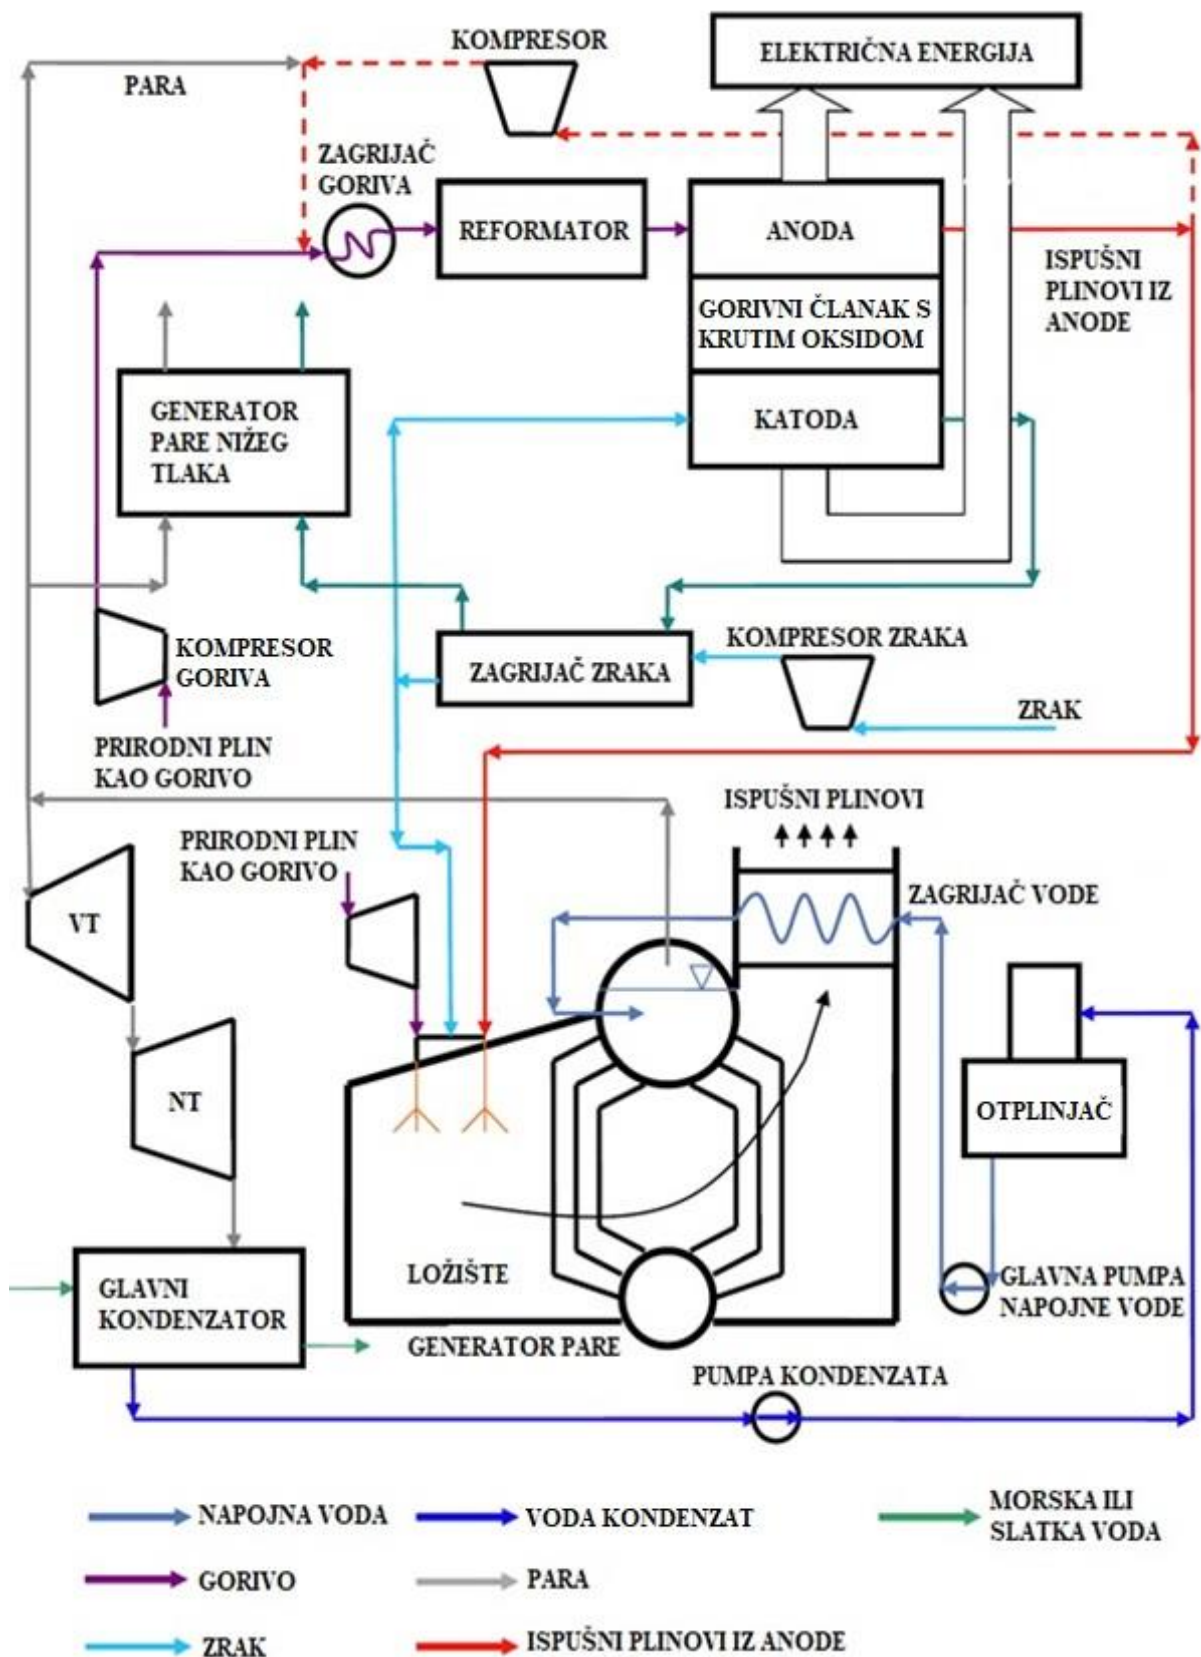 KOMPRESOR
ELEKTRIČNA ENERGIJA
PARA
ZAGRIJAČ
GORIVA
REFORMATOR
ANODA
ISPUŠNI
PLINOVI IZ
ANODE
GORIVNI ČLANAK S
KRUTIM OKSIDOM
GENERATOR
PARE NIŽEG
TLAKA
KATODA
KOMPRESOR
GORIVA
ZAGRIJAČ ZRAKA
KOMPRESOR ZRAKA
ZRAK
PRIRODNI PLIN
KAO GORIVO
ISPUŠNI PLINOVI
PRIRODNI PLIN
KAO GORIVO
ZAGRIJAČ VODE
VT
NT
OTPLINJAČ
LOŽIŠTE
GLAVNI
KONDENZATOR
GLAVNA PUMPA
NAPOJNE VODE
GENERATOR PARE
PUMPA KONDENZATA
NAPOJNA VODA
VODA KONDENZAT
MORSKA ILI
SLATKA VODA
GORIVO
PARA
ZRAK
ISPUŠNI PLINOVI IZ ANODE